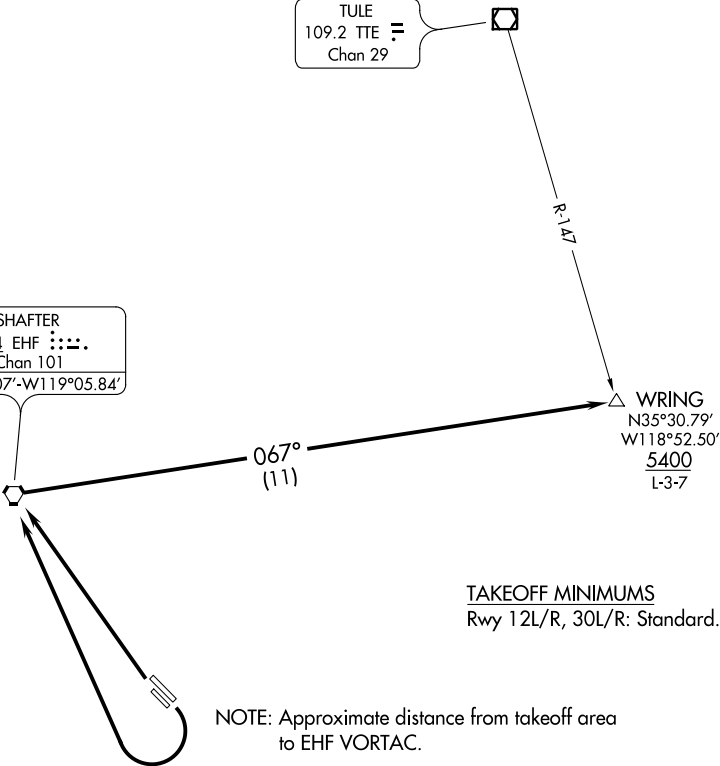 TULE
109.2 TTE
Chan 29
R-147
SHAFTER
EHF
Chan 101
07'-W119°05.84'
WRING
N35°30.79'
W118°52.50'
5400
L-3-7
067°
(11)
TAKEOFF MINIMUMS
Rwy 12L/R, 30L/R: Standard.
NOTE: Approximate distance from takeoff area
to EHF VORTAC.